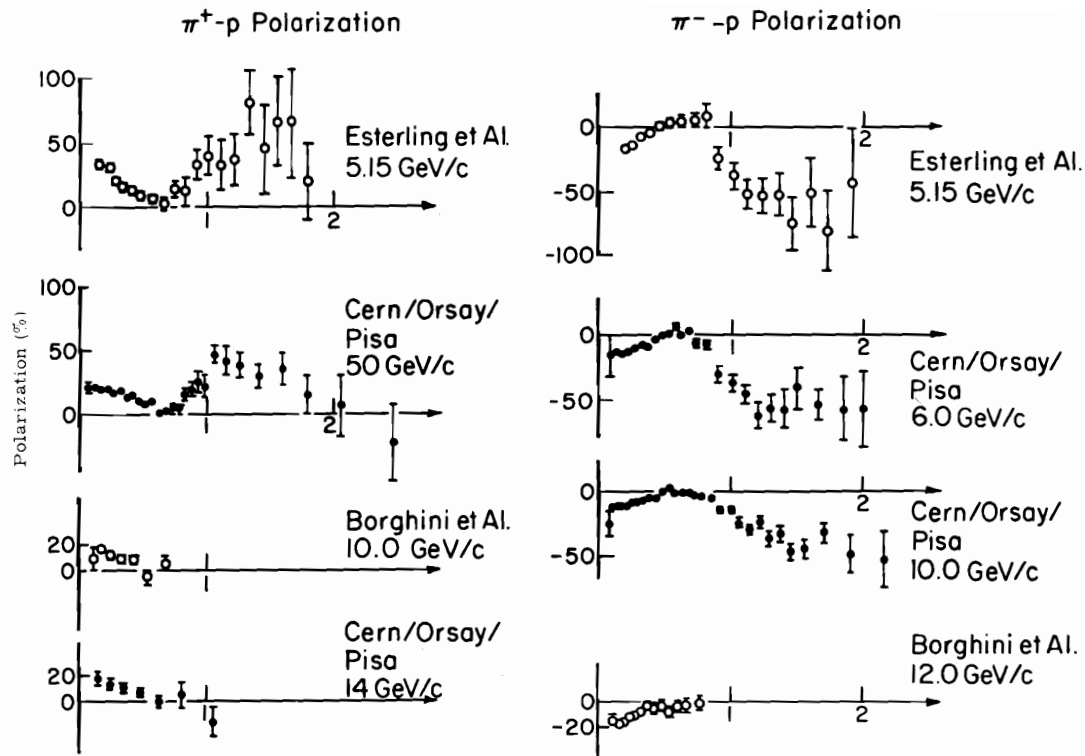 π⁺-p Polarization
100
50
0
1
2
Esterling et Al.
5.15 GeV/c
100
50
0
1
2
Cern/Orsay/
Pisa
50 GeV/c
Polarization (%)
20
0
1
Borghini et Al.
10.0 GeV/c
20
0
1
Cern/Orsay/
Pisa
14 GeV/c
π⁻-p Polarization
0
-50
-100
1
2
Esterling et Al.
5.15 GeV/c
0
-50
1
2
Cern/Orsay/
Pisa
6.0 GeV/c
0
-50
1
2
Cern/Orsay/
Pisa
10.0 GeV/c
0
-20
1
2
Borghini et Al.
12.0 GeV/c